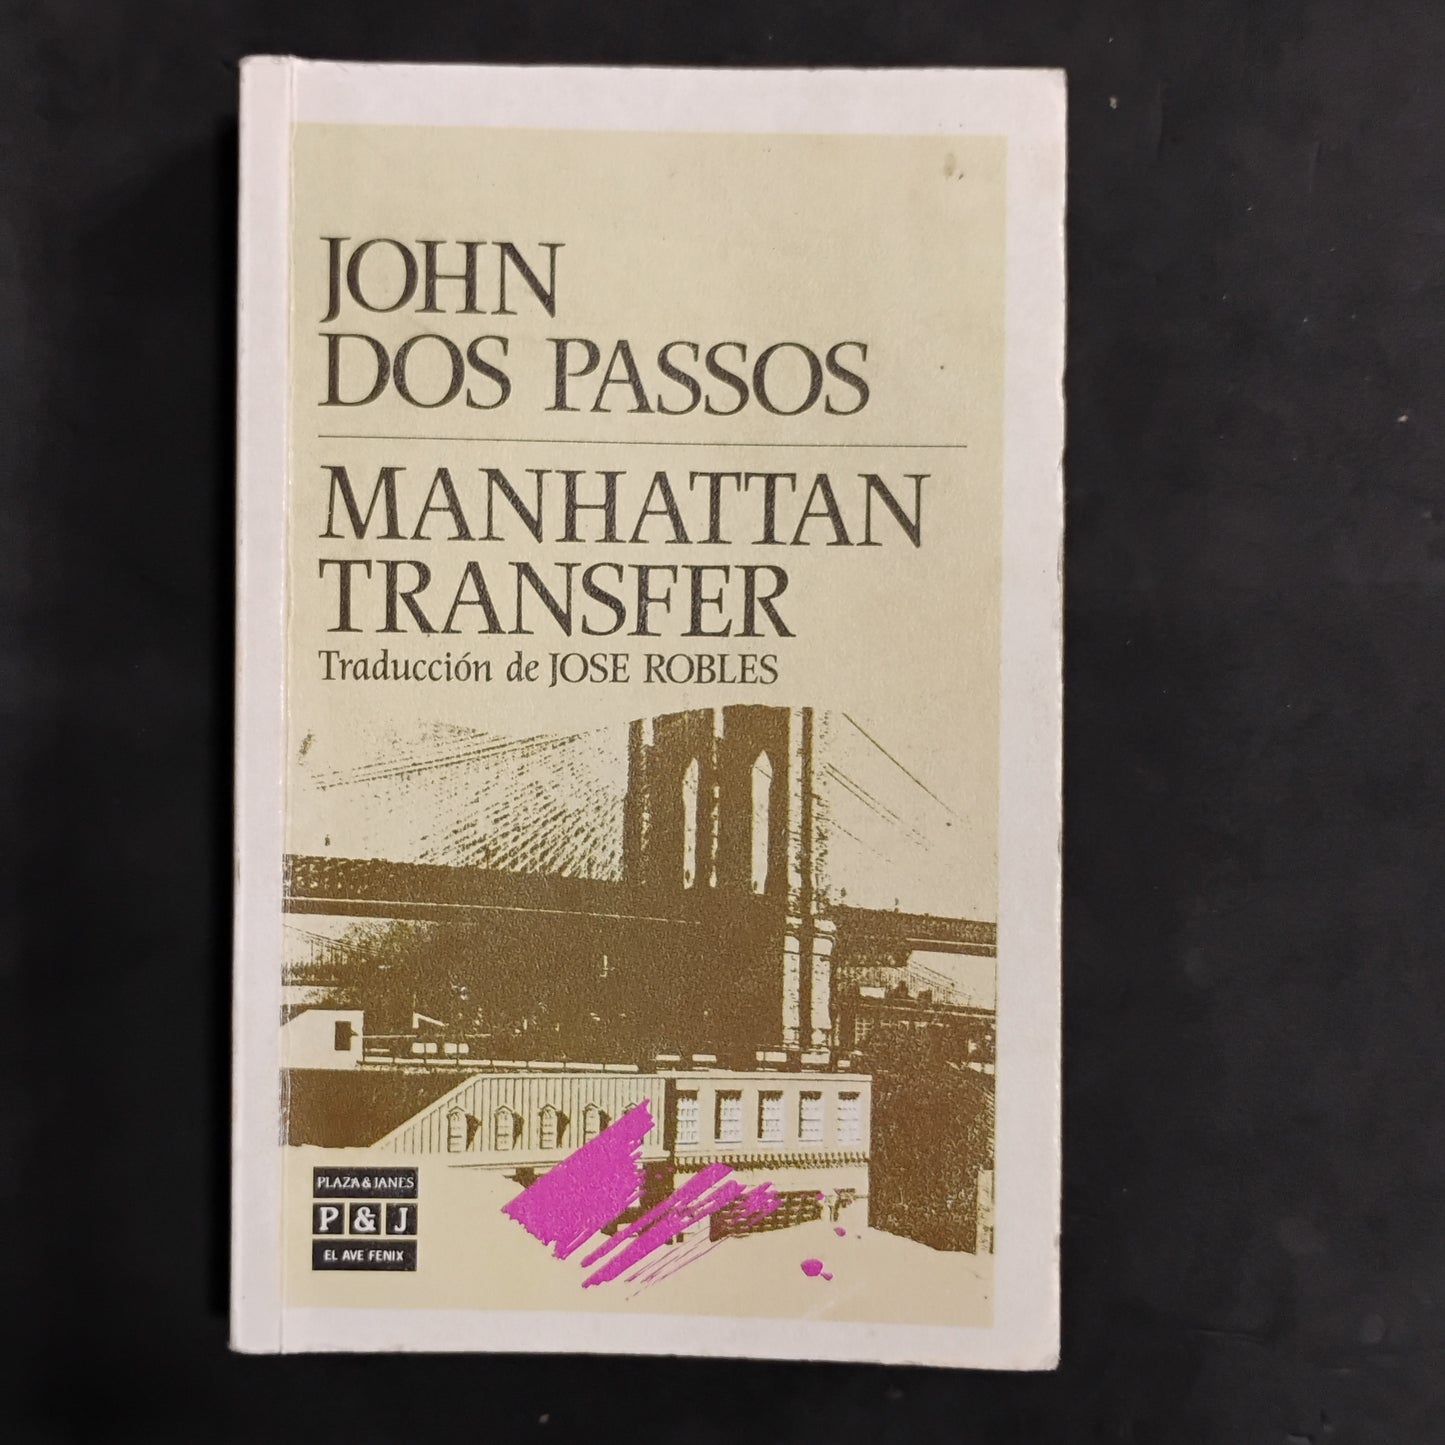 JOHN
DOS PASSOS
MANHATTAN
TRANSFER
Traducción de JOSE ROBLES
PLAZA & JANES
P & J
EL AVE FENIX